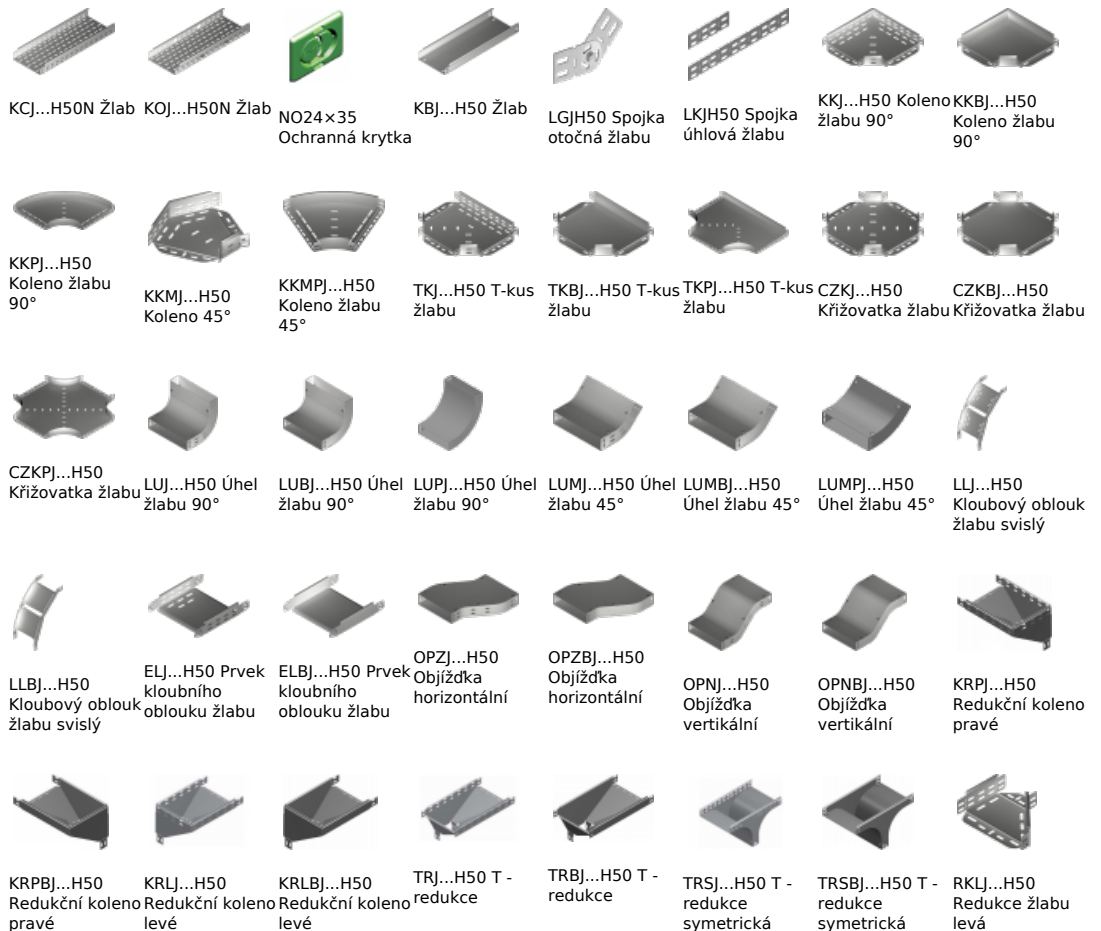 KCJ...H50N Žlab
KOJ...H50N Žlab
NO24×35
Ochranná krytka
KBJ...H50 Žlab
LGJH50 Spojka
otočná žlabu
LKJH50 Spojka
úhlová žlabu
KKJ...H50 Koleno
žlabu 90°
KKBJ...H50
Koleno žlabu
90°
KKPJ...H50
Koleno žlabu
90°
KKMJ...H50
Koleno 45°
KKMPJ...H50
Koleno žlabu
45°
TKJ...H50 T-kus
žlabu
TKBJ...H50 T-kus
žlabu
TKPJ...H50 T-kus
žlabu
CZKJ...H50
Křižovatka žlabu
CZKBJ...H50
Křižovatka žlabu
CZKPJ...H50
Křižovatka žlabu
LUJ...H50 Úhel
žlabu 90°
LUBJ...H50 Úhel
žlabu 90°
LUPJ...H50 Úhel
žlabu 90°
LUMJ...H50 Úhel
žlabu 45°
LUMBJ...H50
Úhel žlabu 45°
LUMPJ...H50
Úhel žlabu 45°
LLJ...H50
Kloubový oblouk
žlabu svislý
LLBJ...H50
Kloubový oblouk
žlabu svislý
ELJ...H50 Prvek
kloubního
oblouku žlabu
ELBJ...H50 Prvek
kloubního
oblouku žlabu
OPZJ...H50
Objížďka
horizontální
OPZBJ...H50
Objížďka
horizontální
OPNJ...H50
Objížďka
vertikální
OPNBJ...H50
Objížďka
vertikální
KRPJ...H50
Redukční koleno
pravé
KRPBJ...H50
Redukční koleno
pravé
KRLJ...H50
Redukční koleno
levé
KRLBJ...H50
Redukční koleno
levé
TRJ...H50 T -
redukce
TRBJ...H50 T -
redukce
TRSJ...H50 T -
redukce
symetrická
TRSBJ...H50 T -
redukce
symetrická
RKLJ...H50
Redukce žlabu
levá